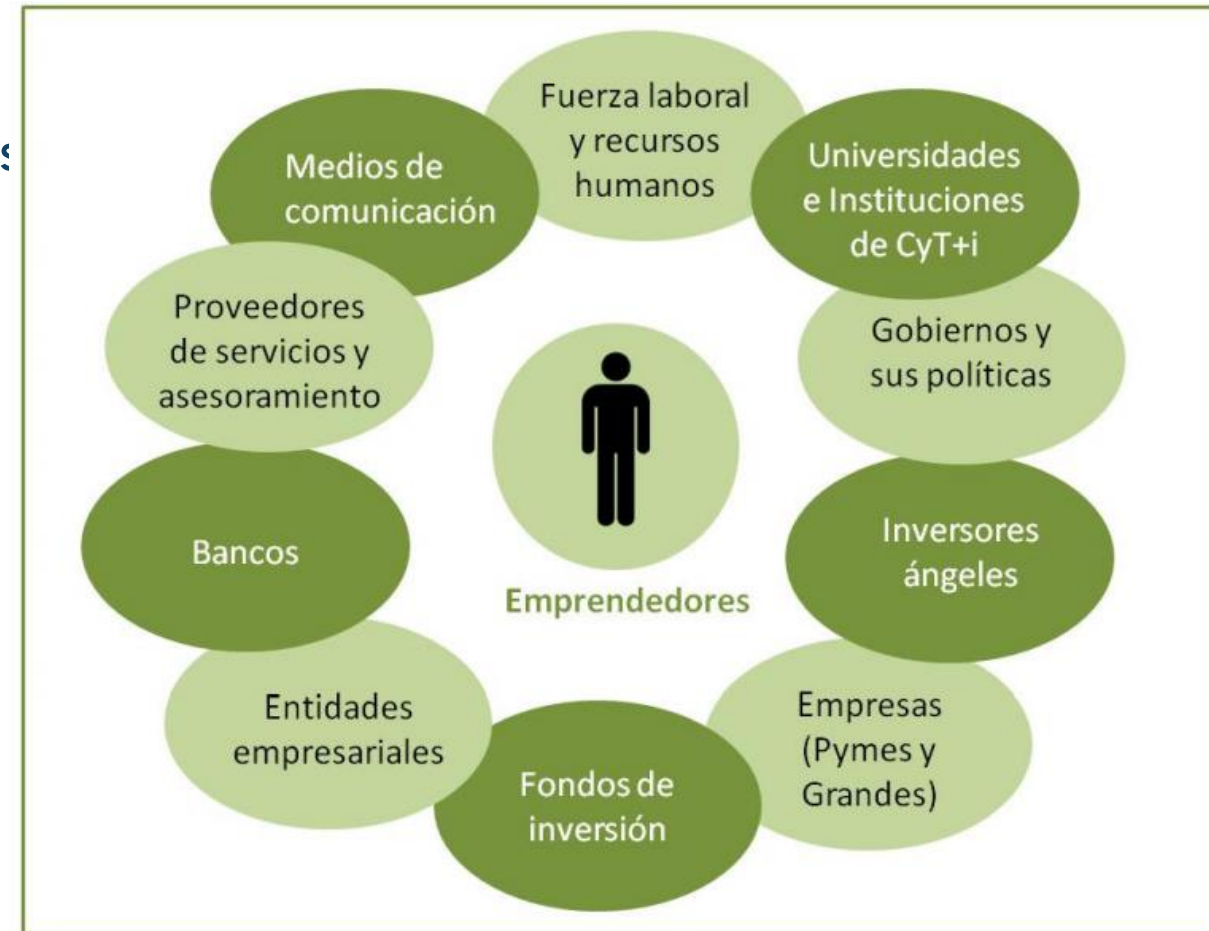 Fuerza laboral
y recursos
humanos
Universidades
e Instituciones
de CyT+i
Gobiernos y
sus políticas
Inversores
ángeles
Empresas
(Pymes y
Grandes)
Fondos de
inversión
Entidades
empresariales
Bancos
Proveedores
de servicios y
asesoramiento
Medios de
comunicación
Emprendedores